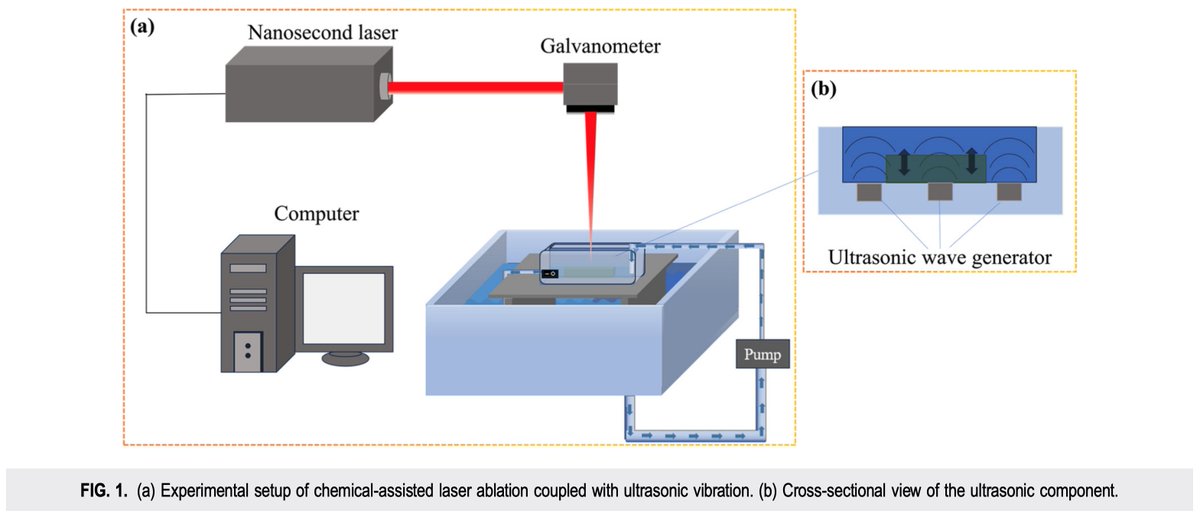 (a)
Nanosecond laser
Galvanometer
Computer
Pump
(b)
Ultrasonic wave generator
FIG. 1. (a) Experimental setup of chemical-assisted laser ablation coupled with ultrasonic vibration. (b) Cross-sectional view of the ultrasonic component.